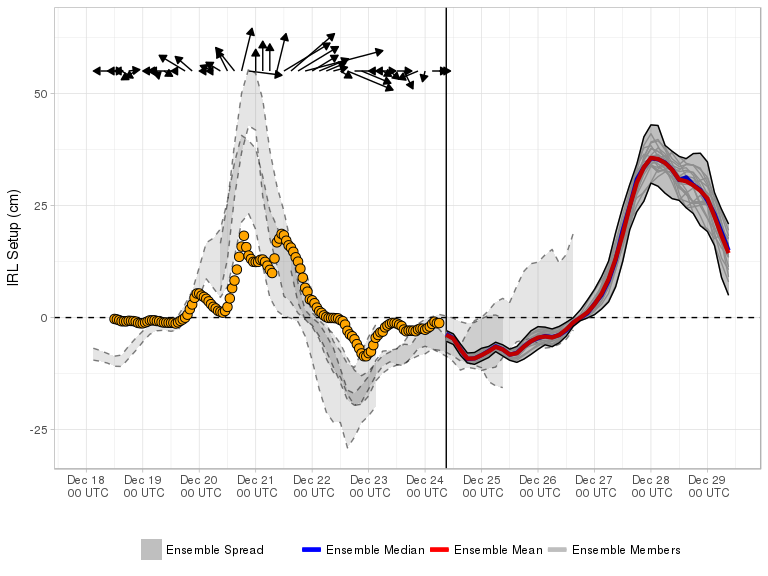 IRL Setup (cm)
50
25
0
-25
Dec 18 Dec 19 Dec 20 Dec 21 Dec 22 Dec 23 Dec 24 Dec 25 Dec 26 Dec 27 Dec 28 Dec 29
00 UTC 00 UTC 00 UTC 00 UTC 00 UTC 00 UTC 00 UTC 00 UTC 00 UTC 00 UTC 00 UTC 00 UTC
Ensemble Spread Ensemble Median Ensemble Mean Ensemble Members